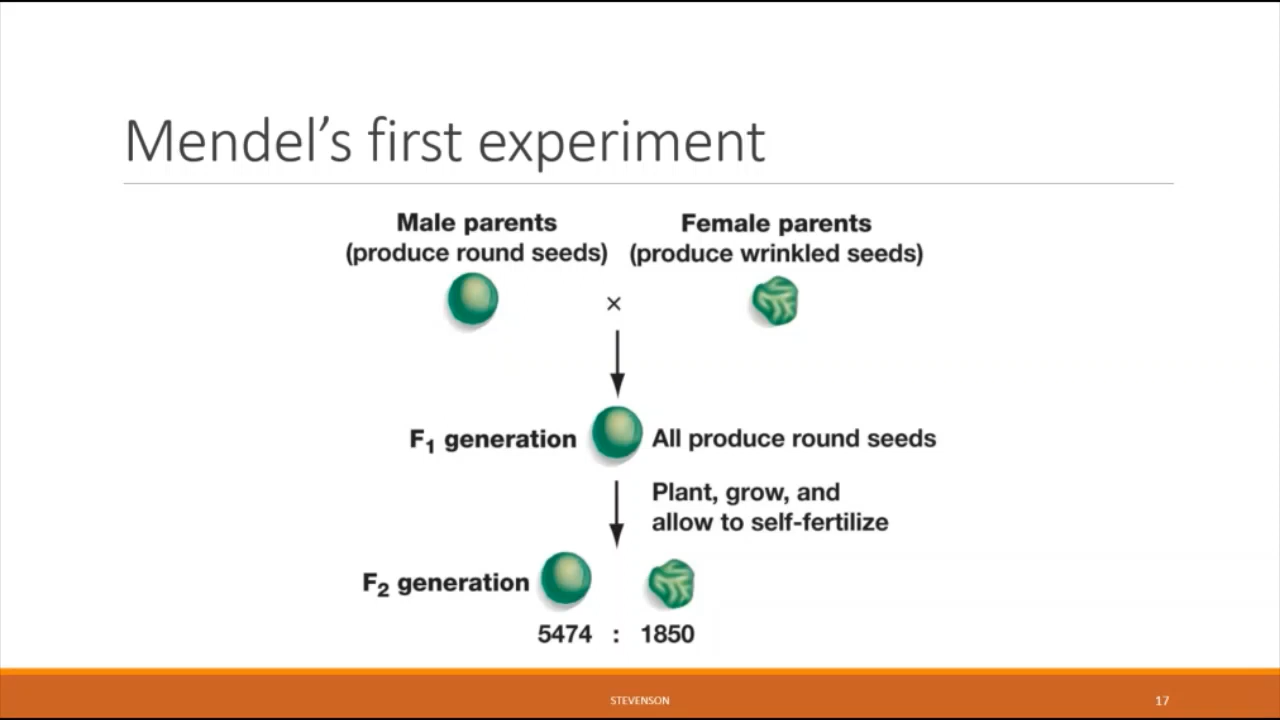 Mendel’s first experiment
Male parents
(produce round seeds)
Female parents
(produce wrinkled seeds)
×
F₁ generation
All produce round seeds
Plant, grow, and
allow to self-fertilize
F₂ generation
5474 : 1850
STEVENSON
17